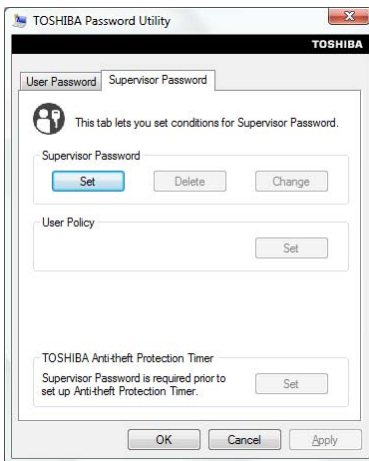 TOSHIBA Password Utility
TOSHIBA
User Password Supervisor Password
This tab lets you set conditions for Supervisor Password.
Supervisor Password
Set Delete Change
User Policy
Set
TOSHIBA Anti-theft Protection Timer
Supervisor Password is required prior to
set up Anti-theft Protection Timer.
Set
OK Cancel Apply